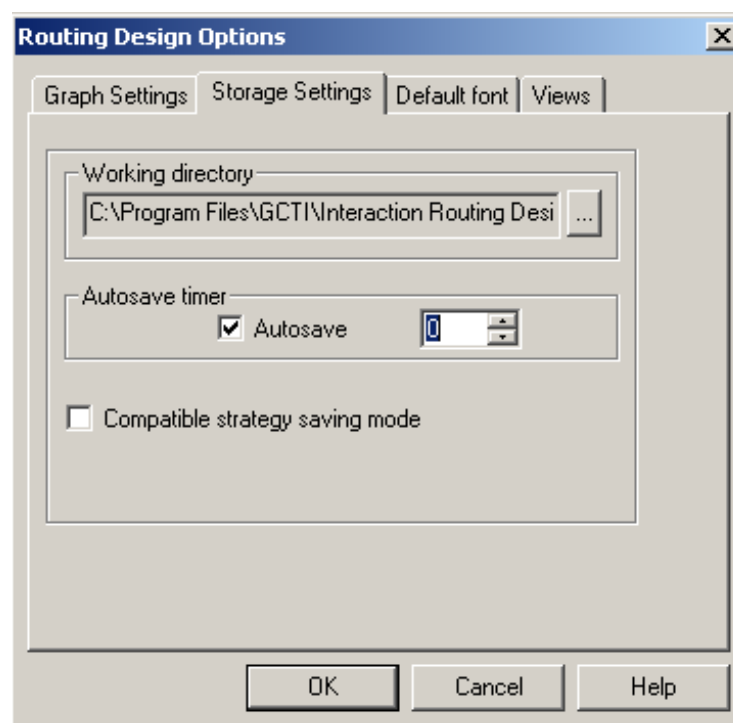 Routing Design Options
Graph Settings Storage Settings Default font Views
Working directory
C:\Program Files\GCTI\Interaction Routing Desi ...
Autosave timer
Autosave 0
Compatible strategy saving mode
OK Cancel Help